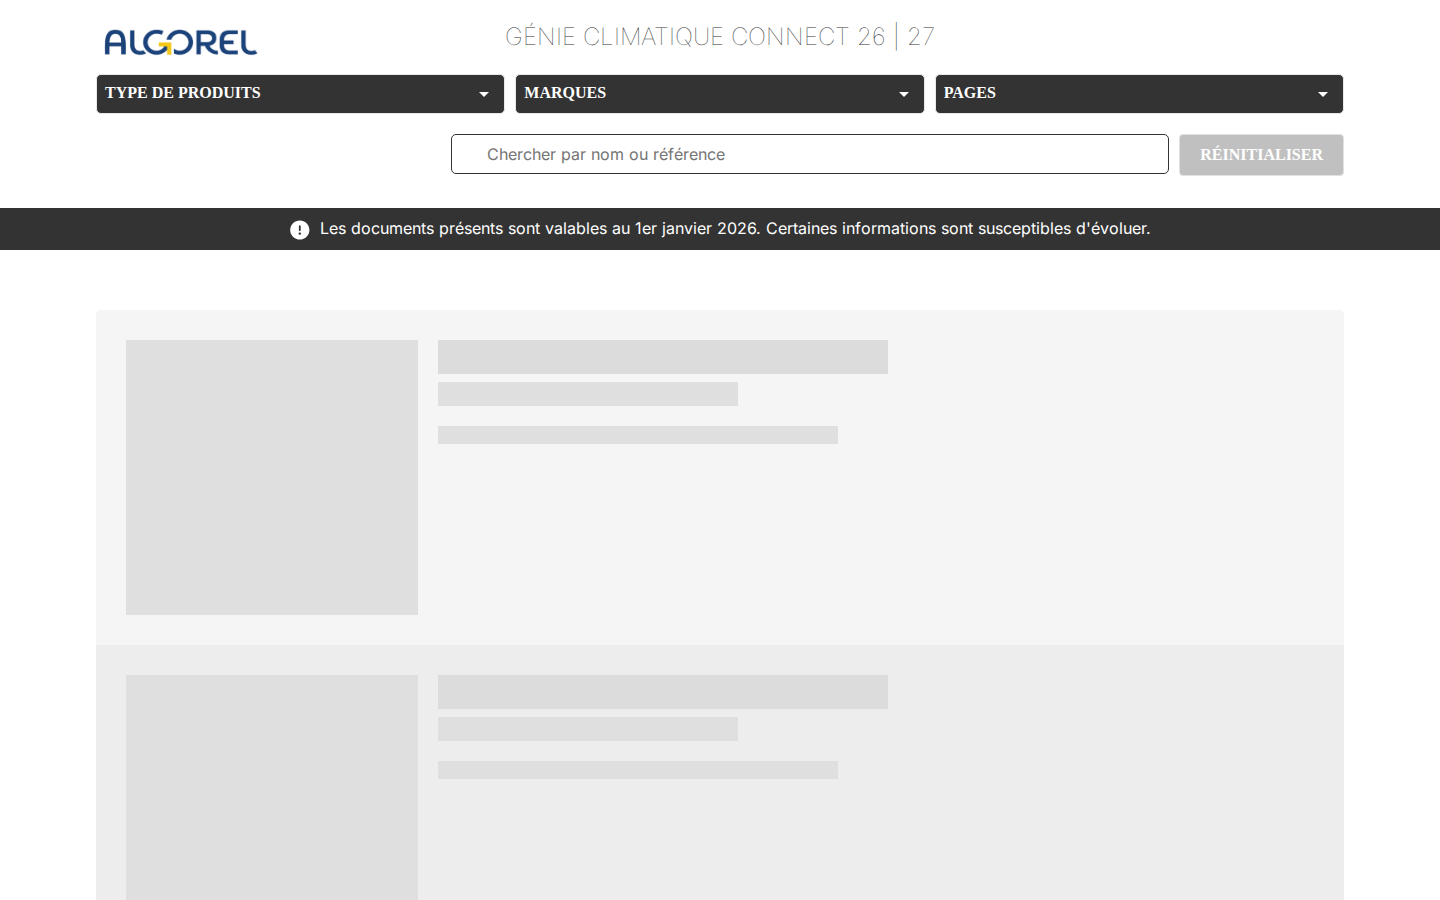 ALGOREL
GÉNIE CLIMATIQUE CONNECT 26 | 27
TYPE DE PRODUITS
MARQUES
PAGES
Chercher par nom ou référence
RÉINITIALISER
Les documents présents sont valables au 1er janvier 2026. Certaines informations sont susceptibles d'évoluer.